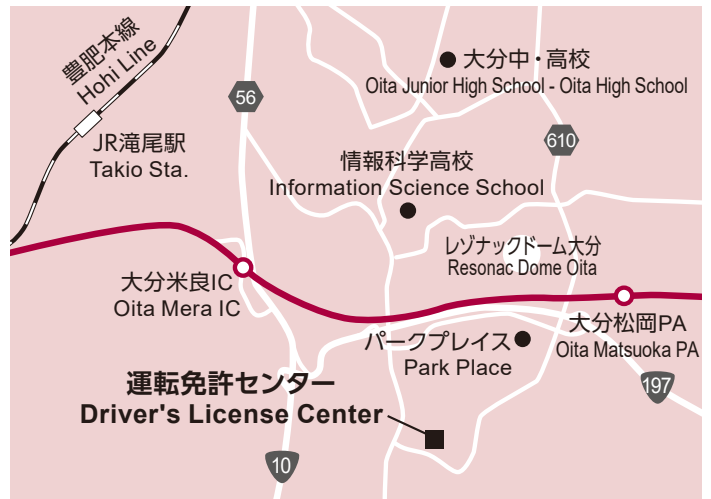 豊肥本線
Hohi Line
56
大分中・高校
Oita Junior High School - Oita High School
610
JR滝尾駅
Takio Sta.
情報科学高校
Information Science School
レゾナックドーム大分
Resonac Dome Oita
大分米良IC
Oita Mera IC
大分松岡PA
Oita Matsuoka PA
パークプレイス
Park Place
運転免許センター
Driver's License Center
197
10